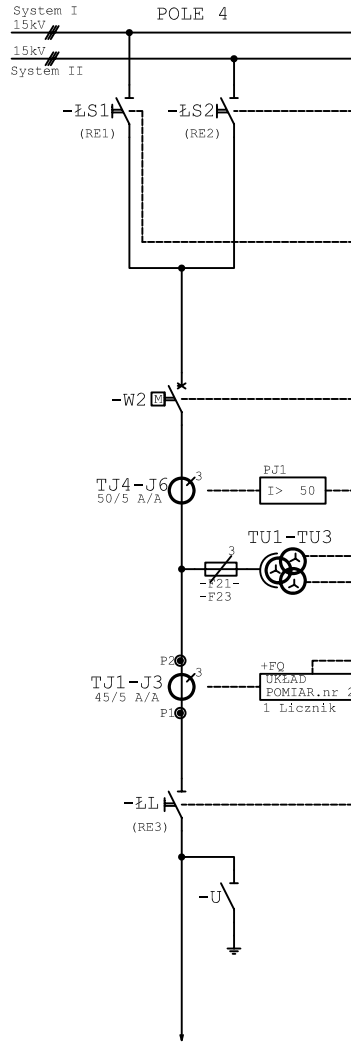 System I
POLE 4
15kV
15kV
System II
-ŁS1
-ŁS2
(RE1)
(RE2)
-W2
M
TJ4-J6
3
50/5 A/A
PJ1
I> 50
TU1-TU3
3
-F21-
-F23
P2
TJ1-J3
3
45/5 A/A
P1
+FQ
UKŁAD
POMIAR.nr 2
1 Licznik
-ŁL
(RE3)
-U